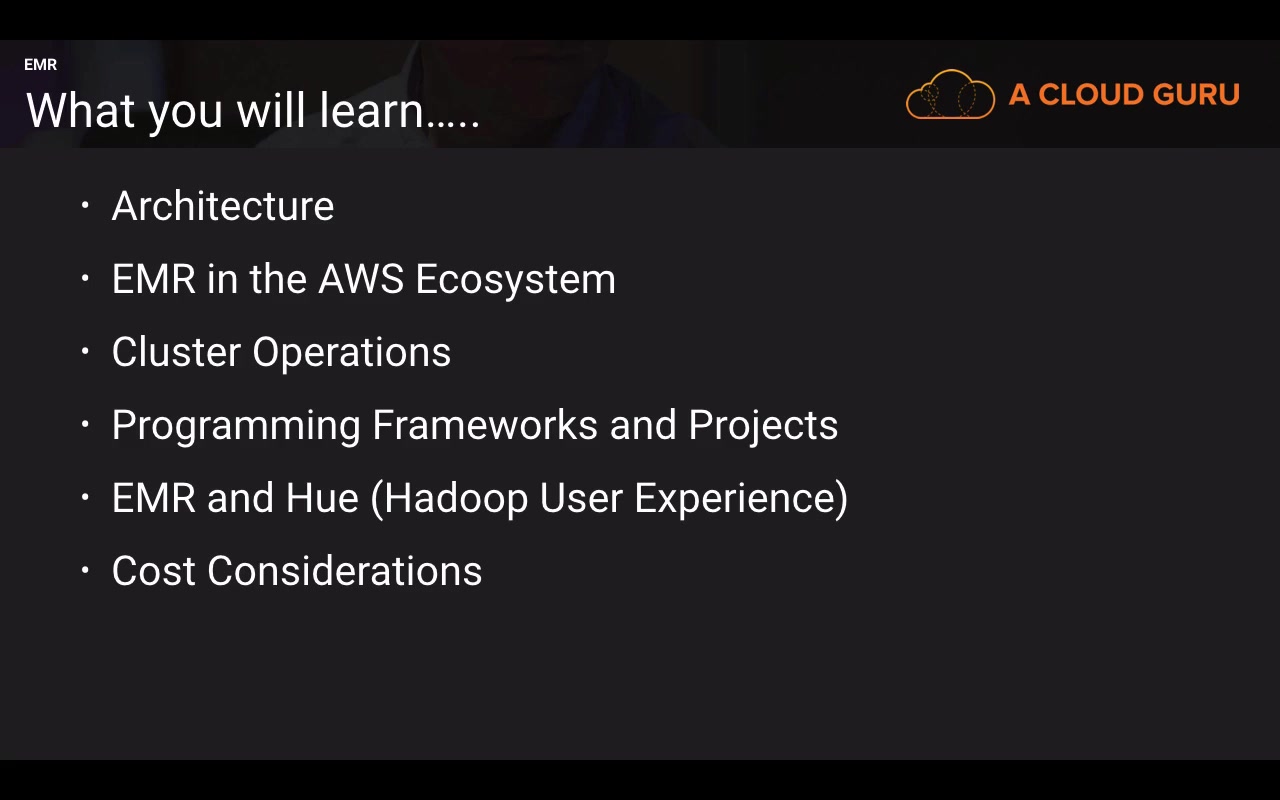 EMR
What you will learn…..
A CLOUD GURU
• Architecture
• EMR in the AWS Ecosystem
• Cluster Operations
• Programming Frameworks and Projects
• EMR and Hue (Hadoop User Experience)
• Cost Considerations